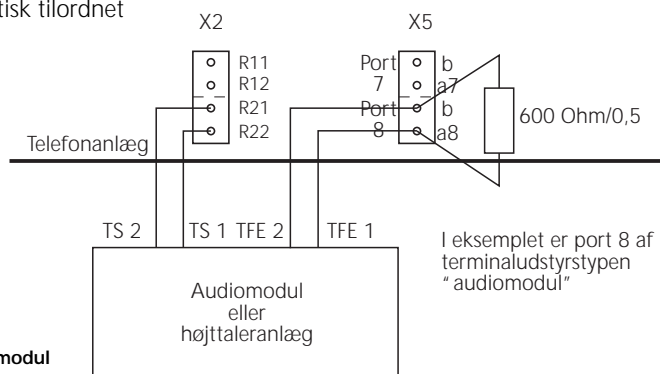 tisk tilordnet
X2 X5
R11 Port b
R12 7 a7
R21 Port b
R22 8 a8
600 Ohm/0,5
Telefonanlæg
TS 2 TS 1 TFE 2 TFE 1
I eksemplet er port 8 af
terminaludstyrstypen
"audiomodul"
Audiomodul
eller
højttaleranlæg
modul